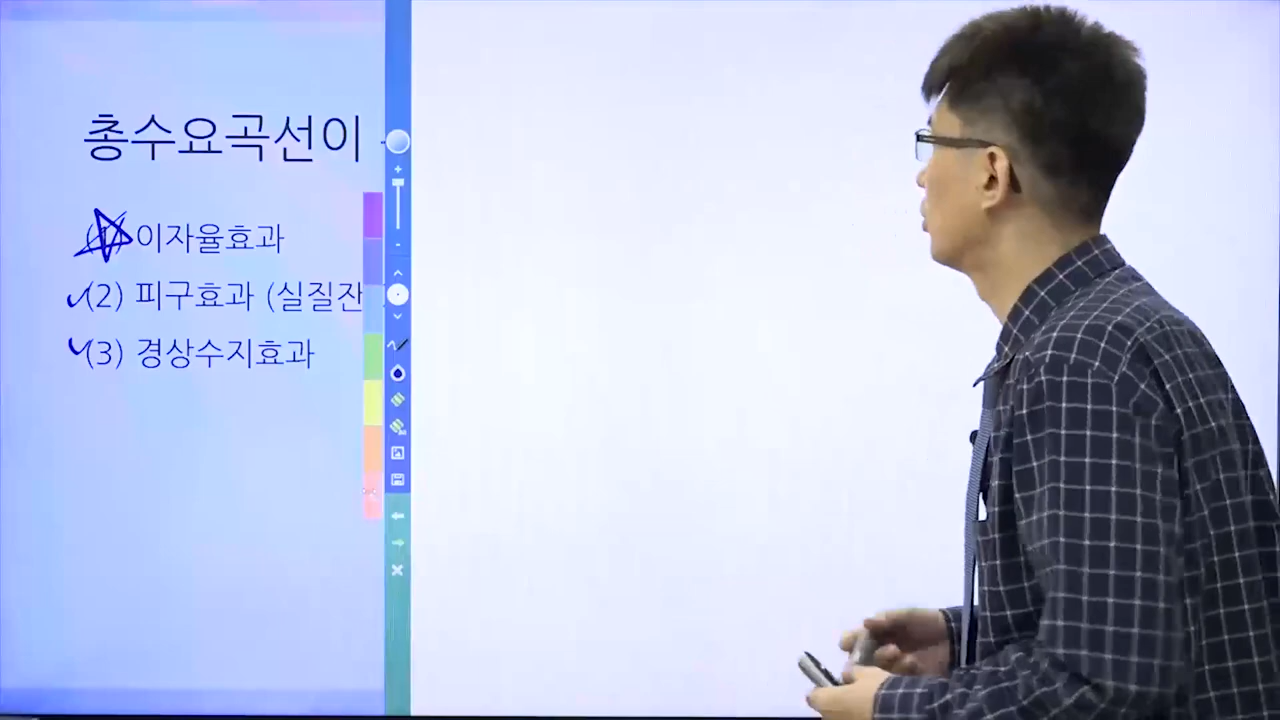 총수요곡선이
(1) 이자율효과
(2) 피구효과 (실질잔
(3) 경상수지효과